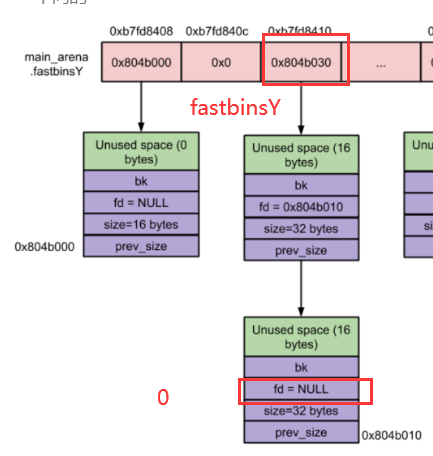 0xb7fd8408 0xb7fd840c 0xb7fd8410
main_arena
.fastbinsY
0x804b000 0x0 0x804b030 ...
fastbinsY
Unused space (0
bytes)
bk
fd = NULL
size=16 bytes
prev_size
0x804b000
Unused space (16
bytes)
bk
fd = 0x804b010
size=32 bytes
prev_size
Unused space (16
bytes)
bk
fd = NULL
size=32 bytes
prev_size
0x804b010
0